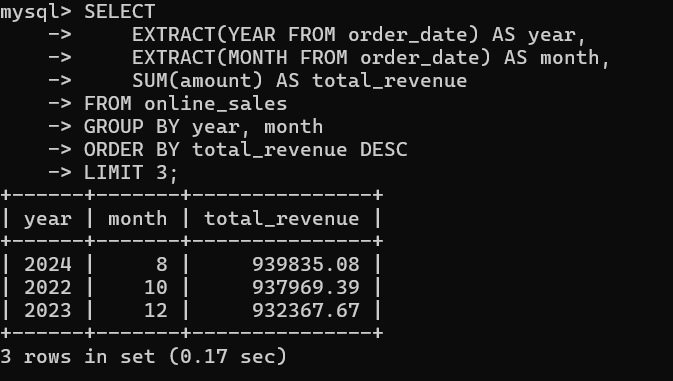 mysql> SELECT
    ->     EXTRACT(YEAR FROM order_date) AS year,
    ->     EXTRACT(MONTH FROM order_date) AS month,
    ->     SUM(amount) AS total_revenue
    -> FROM online_sales
    -> GROUP BY year, month
    -> ORDER BY total_revenue DESC
    -> LIMIT 3;
+------+-------+---------------+
| year | month | total_revenue |
+------+-------+---------------+
| 2024 |     8 |     939835.08 |
| 2022 |    10 |     937969.39 |
| 2023 |    12 |     932367.67 |
+------+-------+---------------+
3 rows in set (0.17 sec)